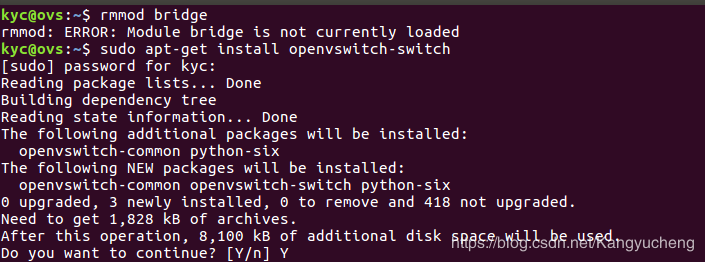 kyc@ovs:~$ rmmod bridge
rmmod: ERROR: Module bridge is not currently loaded
kyc@ovs:~$ sudo apt-get install openvswitch-switch
[sudo] password for kyc:
Reading package lists... Done
Building dependency tree
Reading state information... Done
The following additional packages will be installed:
  openvswitch-common python-six
The following NEW packages will be installed:
  openvswitch-common openvswitch-switch python-six
0 upgraded, 3 newly installed, 0 to remove and 418 not upgraded.
Need to get 1,828 kB of archives.
After this operation, 8,100 kB of additional disk space will be used.
https://blog.csdn.net/Kangyucheng
Do you want to continue? [Y/n] Y